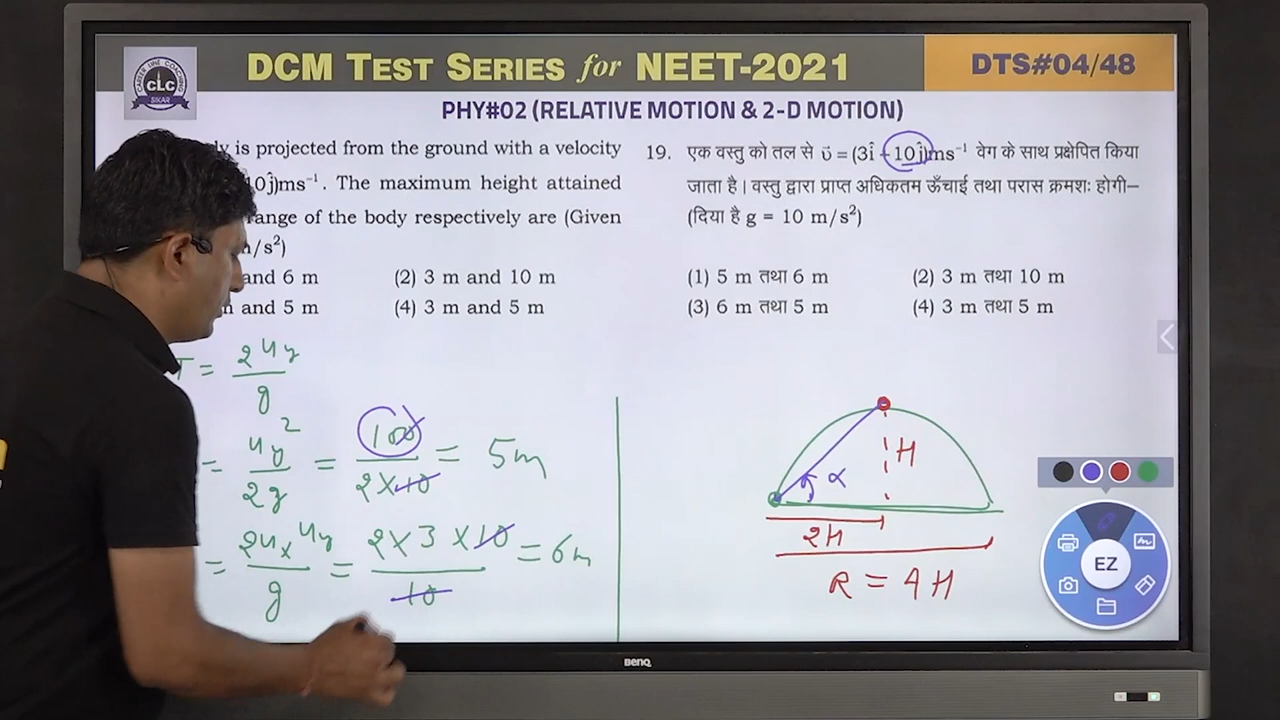 DCM TEST SERIES for NEET-2021
DTS#04/48
CLC
SIKAR
PHY#02 (RELATIVE MOTION & 2-D MOTION)
is projected from the ground with a velocity
10ĵ)ms⁻¹. The maximum height attained
range of the body respectively are (Given
/s²)
and 6 m
(2) 3 m and 10 m
and 5 m
(4) 3 m and 5 m
19. एक वस्तु को तल से υ⃗ = (3î + 10ĵ)ms⁻¹ वेग के साथ प्रक्षेपित किया
जाता है। वस्तु द्वारा प्राप्त अधिकतम ऊँचाई तथा परास क्रमशः होगी–
(दिया है g = 10 m/s²)
(1) 5 m तथा 6 m
(2) 3 m तथा 10 m
(3) 6 m तथा 5 m
(4) 3 m तथा 5 m
T = 2uy/g
= uy²/2g = 100/2×10 = 5m
= 2ux uy/g = 2×3×10/10 = 6m
H
α
2H
R = 4H
EZ
BenQ